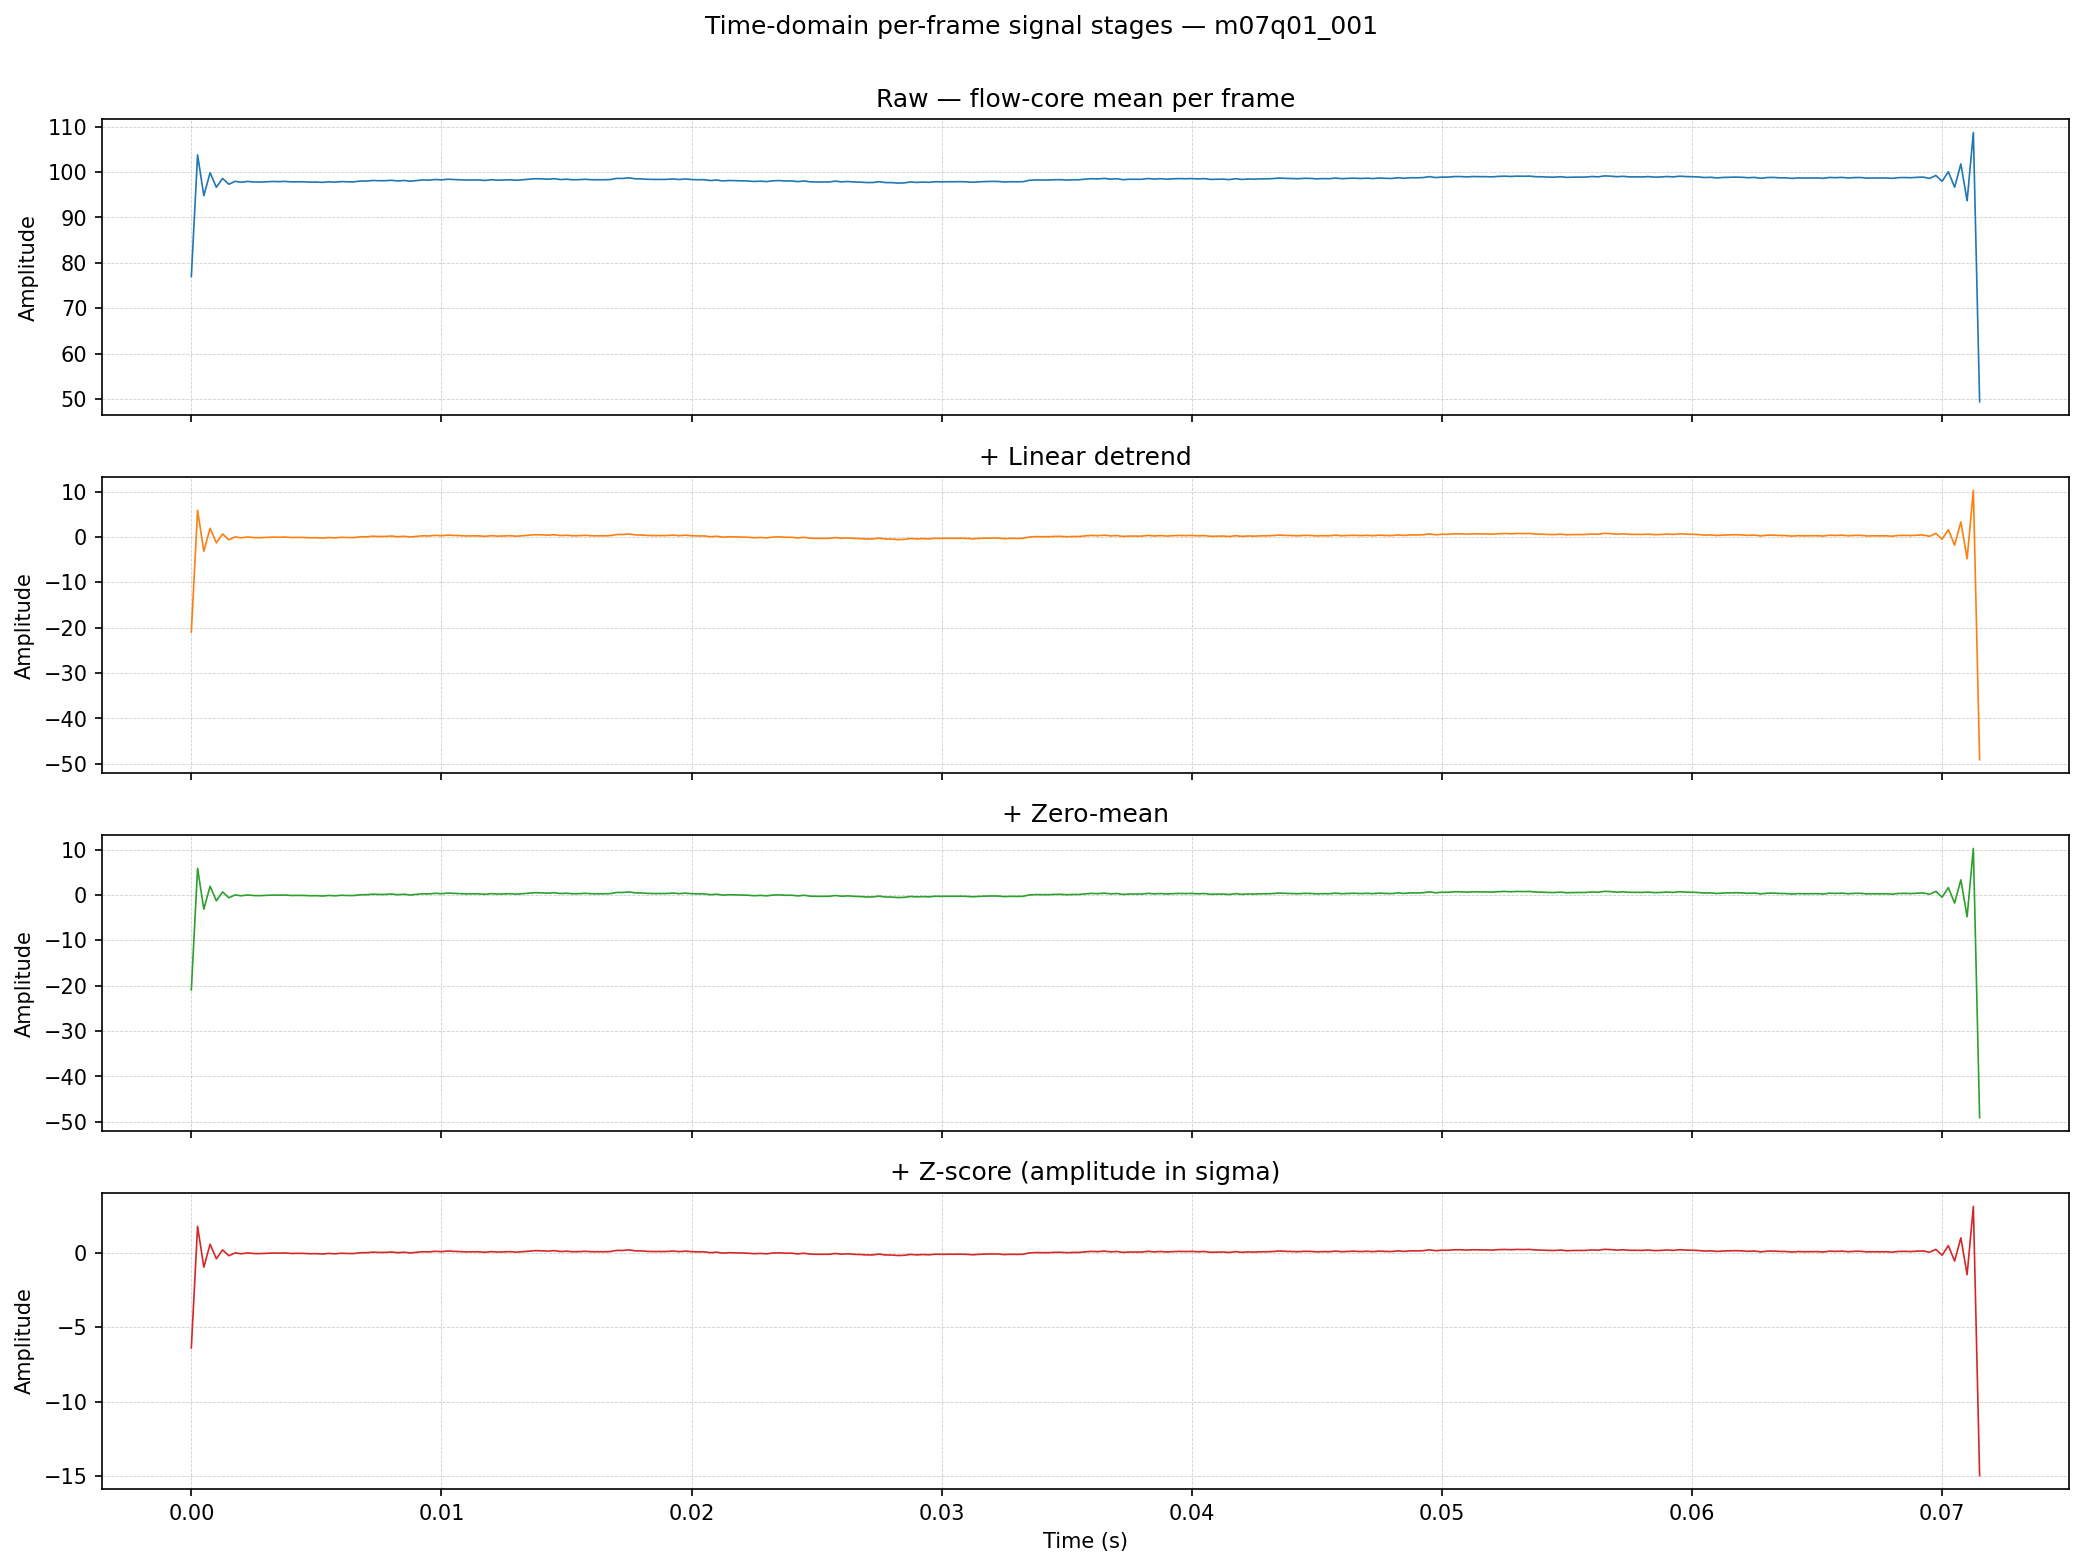 Time-domain per-frame signal stages — m07q01_001
Raw — flow-core mean per frame
Amplitude
110
100
90
80
70
60
50
+ Linear detrend
Amplitude
10
0
−10
−20
−30
−40
−50
+ Zero-mean
Amplitude
10
0
−10
−20
−30
−40
−50
+ Z-score (amplitude in sigma)
Amplitude
0
−5
−10
−15
0.00 0.01 0.02 0.03 0.04 0.05 0.06 0.07
Time (s)